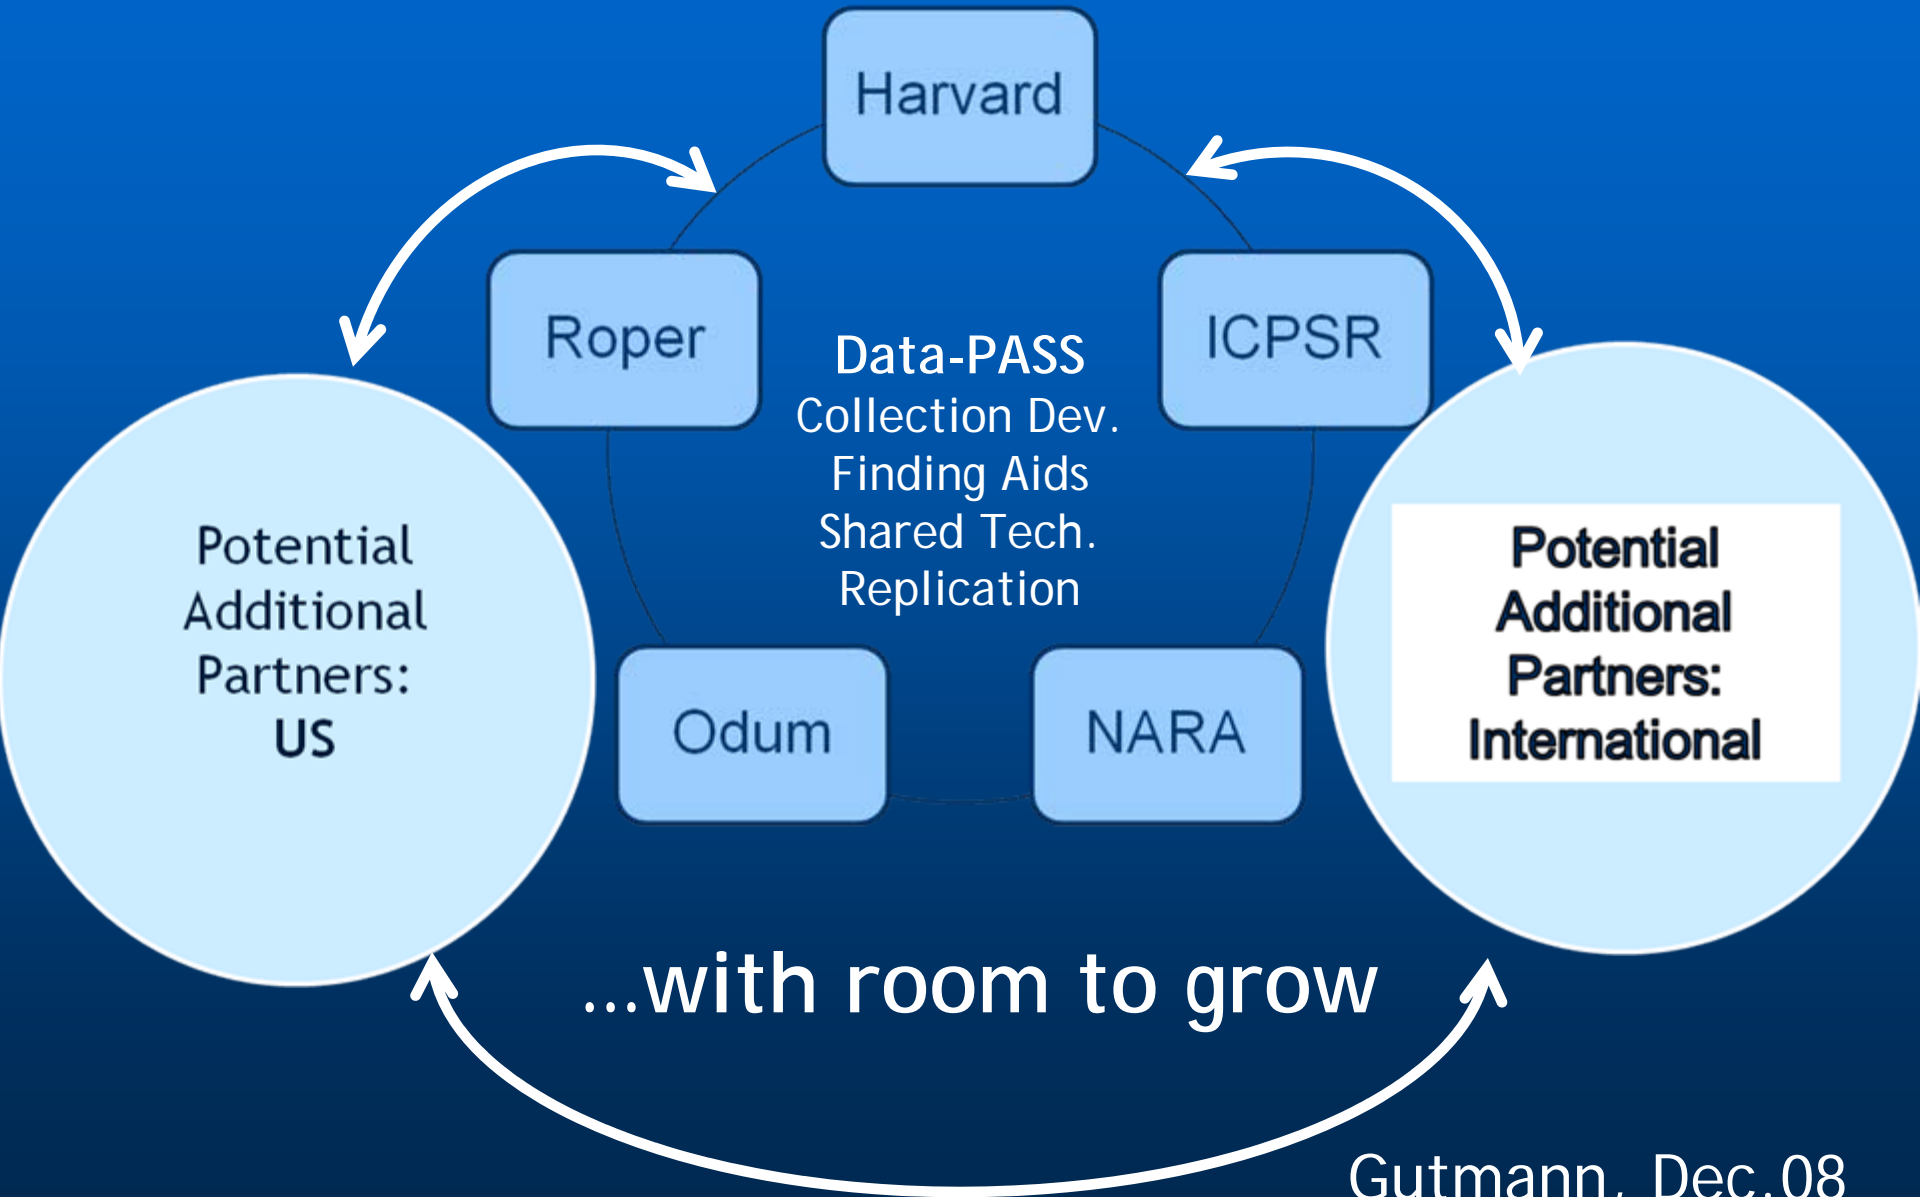 Harvard
Roper
ICPSR
Data-PASS
Collection Dev.
Finding Aids
Shared Tech.
Replication
Potential
Additional
Partners:
US
Potential
Additional
Partners:
International
Odum
NARA
...with room to grow
Gutmann, Dec.08